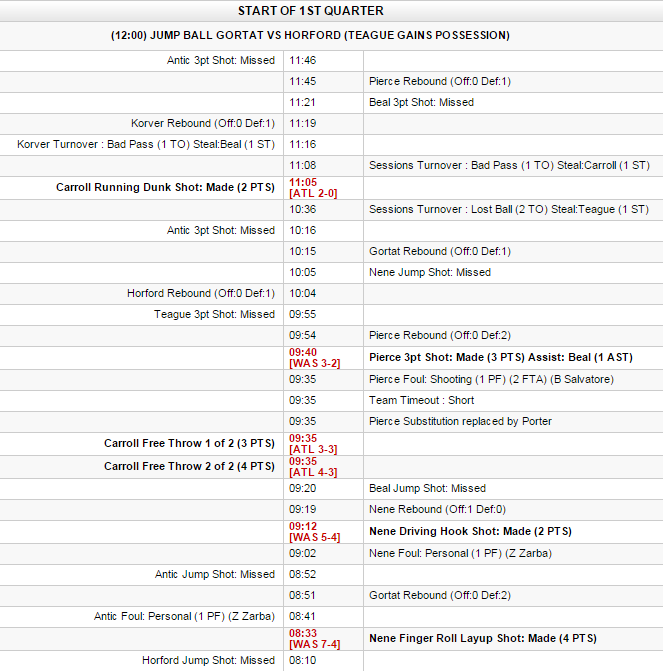 START OF 1ST QUARTER
(12:00) JUMP BALL GORTAT VS HORFORD (TEAGUE GAINS POSSESSION)
Antic 3pt Shot: Missed 11:46
11:45 Pierce Rebound (Off:0 Def:1)
11:21 Beal 3pt Shot: Missed
Korver Rebound (Off:0 Def:1) 11:19
Korver Turnover : Bad Pass (1 TO) Steal:Beal (1 ST) 11:16
11:08 Sessions Turnover : Bad Pass (1 TO) Steal:Carroll (1 ST)
Carroll Running Dunk Shot: Made (2 PTS) 11:05
[ATL 2-0]
10:36 Sessions Turnover : Lost Ball (2 TO) Steal:Teague (1 ST)
Antic 3pt Shot: Missed 10:16
10:15 Gortat Rebound (Off:0 Def:1)
10:05 Nene Jump Shot: Missed
Horford Rebound (Off:0 Def:1) 10:04
Teague 3pt Shot: Missed 09:55
09:54 Pierce Rebound (Off:0 Def:2)
09:40 Pierce 3pt Shot: Made (3 PTS) Assist: Beal (1 AST)
[WAS 3-2]
09:35 Pierce Foul: Shooting (1 PF) (2 FTA) (B Salvatore)
09:35 Team Timeout : Short
09:35 Pierce Substitution replaced by Porter
Carroll Free Throw 1 of 2 (3 PTS) 09:35
[ATL 3-3]
Carroll Free Throw 2 of 2 (4 PTS) 09:35
[ATL 4-3]
09:20 Beal Jump Shot: Missed
09:19 Nene Rebound (Off:1 Def:0)
09:12 Nene Driving Hook Shot: Made (2 PTS)
[WAS 5-4]
09:02 Nene Foul: Personal (1 PF) (Z Zarba)
Antic Jump Shot: Missed 08:52
08:51 Gortat Rebound (Off:0 Def:2)
Antic Foul: Personal (1 PF) (Z Zarba) 08:41
08:33 Nene Finger Roll Layup Shot: Made (4 PTS)
[WAS 7-4]
Horford Jump Shot: Missed 08:10